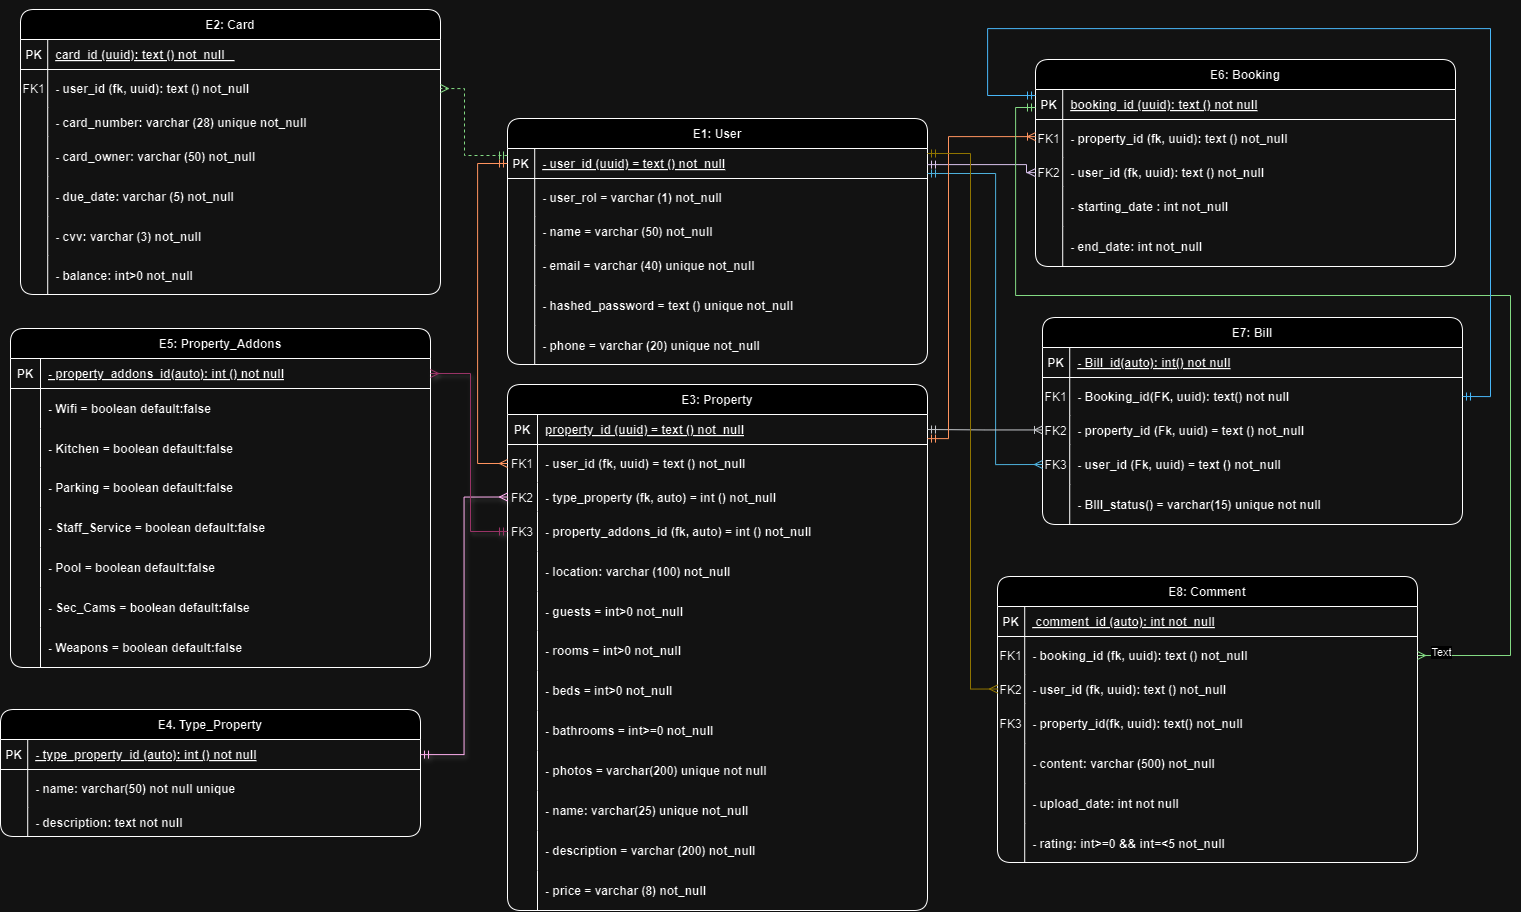 E2: Card
PK card_id (uuid): text () not_null
FK1 - user_id (fk, uuid): text () not_null
- card_number: varchar (28) unique not_null
- card_owner: varchar (50) not_null
- due_date: varchar (5) not_null
- cvv: varchar (3) not_null
- balance: int>0 not_null
E5: Property_Addons
PK - property_addons_id(auto): int () not null
- Wifi = boolean default:false
- Kitchen = boolean default:false
- Parking = boolean default:false
- Staff_Service = boolean default:false
- Pool = boolean default:false
- Sec_Cams = boolean default:false
- Weapons = boolean default:false
E4. Type_Property
PK - type_property_id (auto): int () not null
- name: varchar(50) not null unique
- description: text not null
E1: User
PK - user_id (uuid) = text () not_null
- user_rol = varchar (1) not_null
- name = varchar (50) not_null
- email = varchar (40) unique not_null
- hashed_password = text () unique not_null
- phone = varchar (20) unique not_null
E3: Property
PK property_id (uuid) = text () not_null
FK1 - user_id (fk, uuid) = text () not_null
FK2 - type_property (fk, auto) = int () not_null
FK3 - property_addons_id (fk, auto) = int () not_null
- location: varchar (100) not_null
- guests = int>0 not_null
- rooms = int>0 not_null
- beds = int>0 not_null
- bathrooms = int>=0 not_null
- photos = varchar(200) unique not null
- name: varchar(25) unique not_null
- description = varchar (200) not_null
- price = varchar (8) not_null
E6: Booking
PK booking_id (uuid): text () not null
FK1 - property_id (fk, uuid): text () not_null
FK2 - user_id (fk, uuid): text () not_null
- starting_date : int not_null
- end_date: int not_null
E7: Bill
PK - Bill_id(auto): int() not null
FK1 - Booking_id(FK, uuid): text() not null
FK2 - property_id (Fk, uuid) = text () not_null
FK3 - user_id (Fk, uuid) = text () not_null
- BIll_status() = varchar(15) unique not null
E8: Comment
PK comment_id (auto): int not_null
FK1 - booking_id (fk, uuid): text () not_null
Text
FK2 - user_id (fk, uuid): text () not_null
FK3 - property_id(fk, uuid): text() not_null
- content: varchar (500) not_null
- upload_date: int not null
- rating: int>=0 && int=<5 not_null